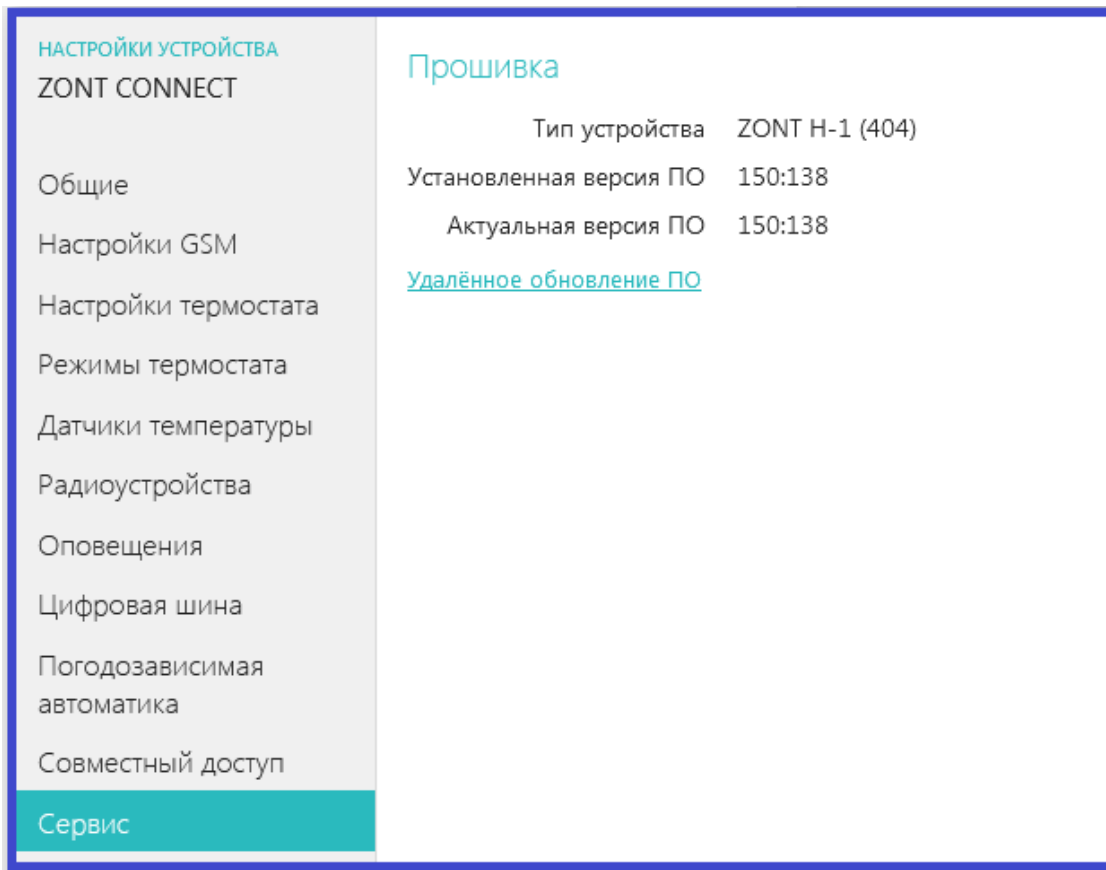 НАСТРОЙКИ УСТРОЙСТВА
ZONT CONNECT
Общие
Настройки GSM
Настройки термостата
Режимы термостата
Датчики температуры
Радиоустройства
Оповещения
Цифровая шина
Погодозависимая
автоматика
Совместный доступ
Сервис
Прошивка
Тип устройства ZONT H-1 (404)
Установленная версия ПО 150:138
Актуальная версия ПО 150:138
Удалённое обновление ПО